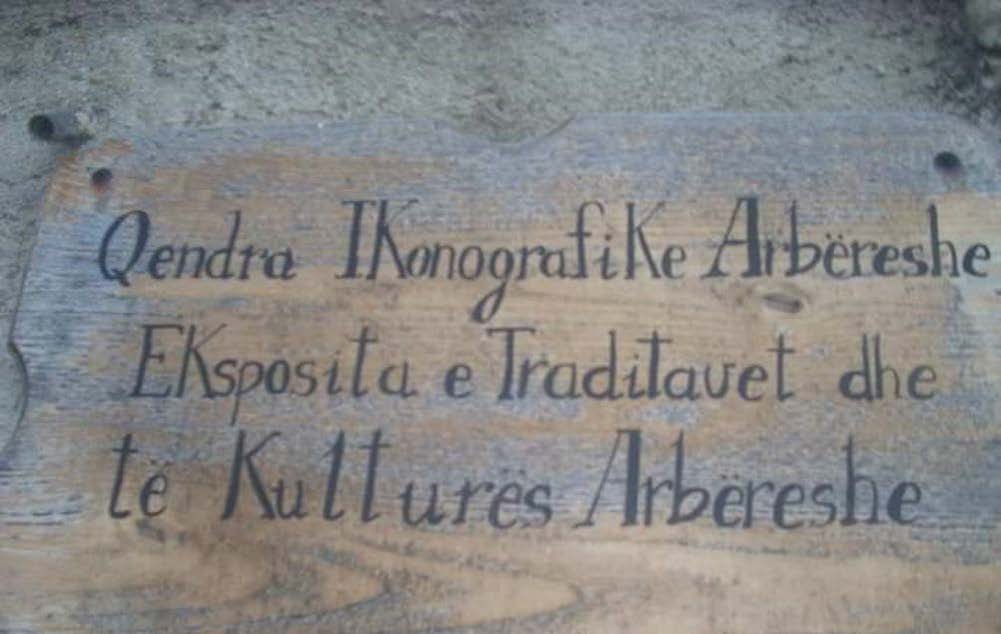 Qendra IKonografiKe Arbëreshe
EKsposita e Traditavet dhe
të Kulturës Arbëreshe